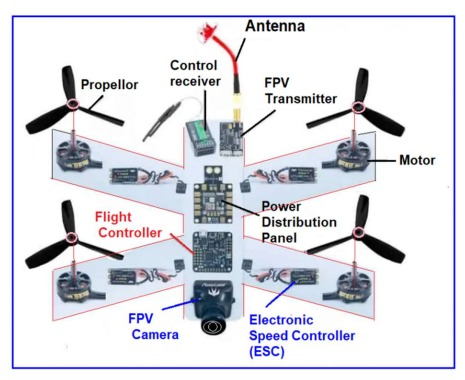 Antenna
Control
receiver
FPV
Transmitter
Propellor
Motor
Power
Distribution
Panel
Flight
Controller
FPV
Camera
Electronic
Speed Controller
(ESC)